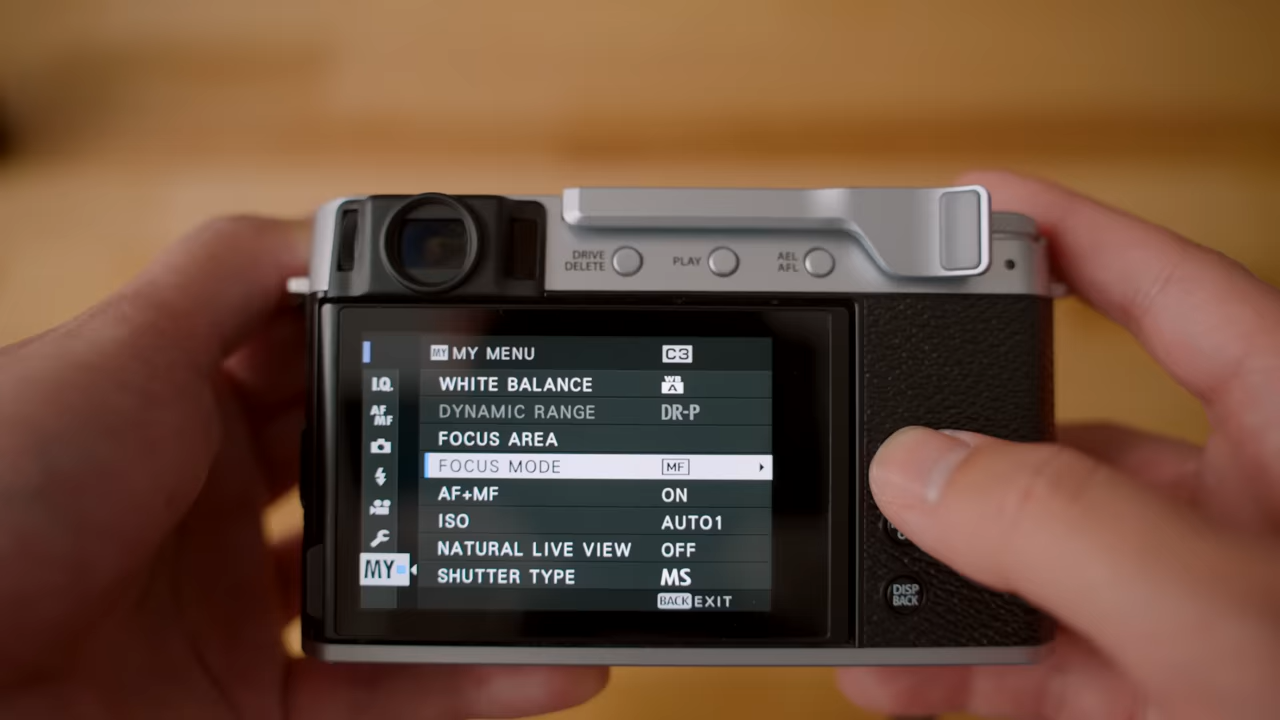 DRIVE
DELETE
PLAY
AEL
AFL
MY MY MENU C3
I.Q. WHITE BALANCE WB A
AF MF DYNAMIC RANGE DR-P
FOCUS AREA
FOCUS MODE MF
AF+MF ON
ISO AUTO1
NATURAL LIVE VIEW OFF
MY SHUTTER TYPE MS
BACK EXIT
DISP
BACK